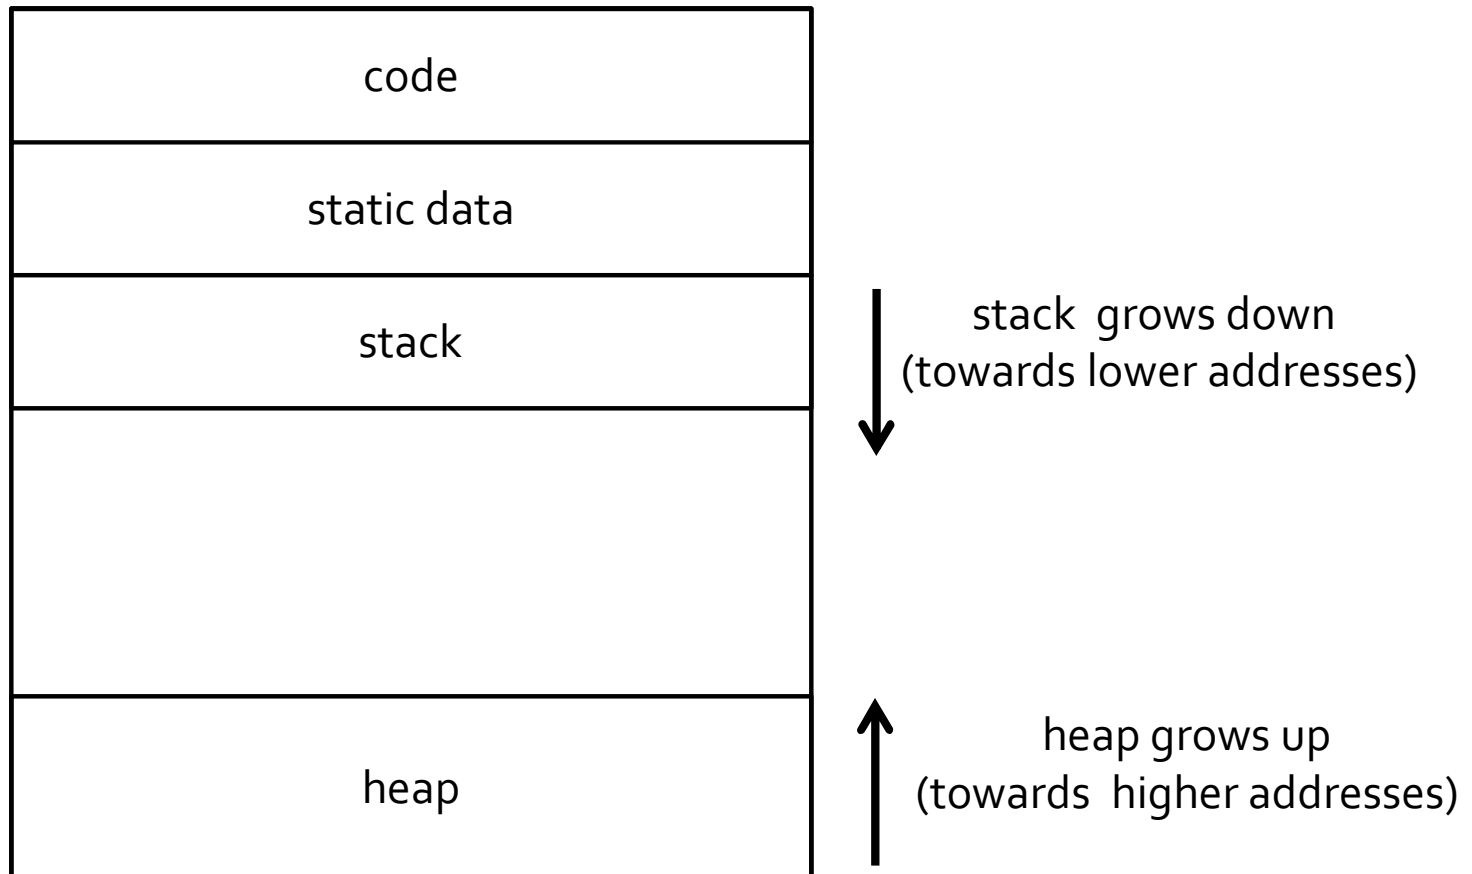 code
static data
stack
stack grows down
(towards lower addresses)
heap
heap grows up
(towards higher addresses)